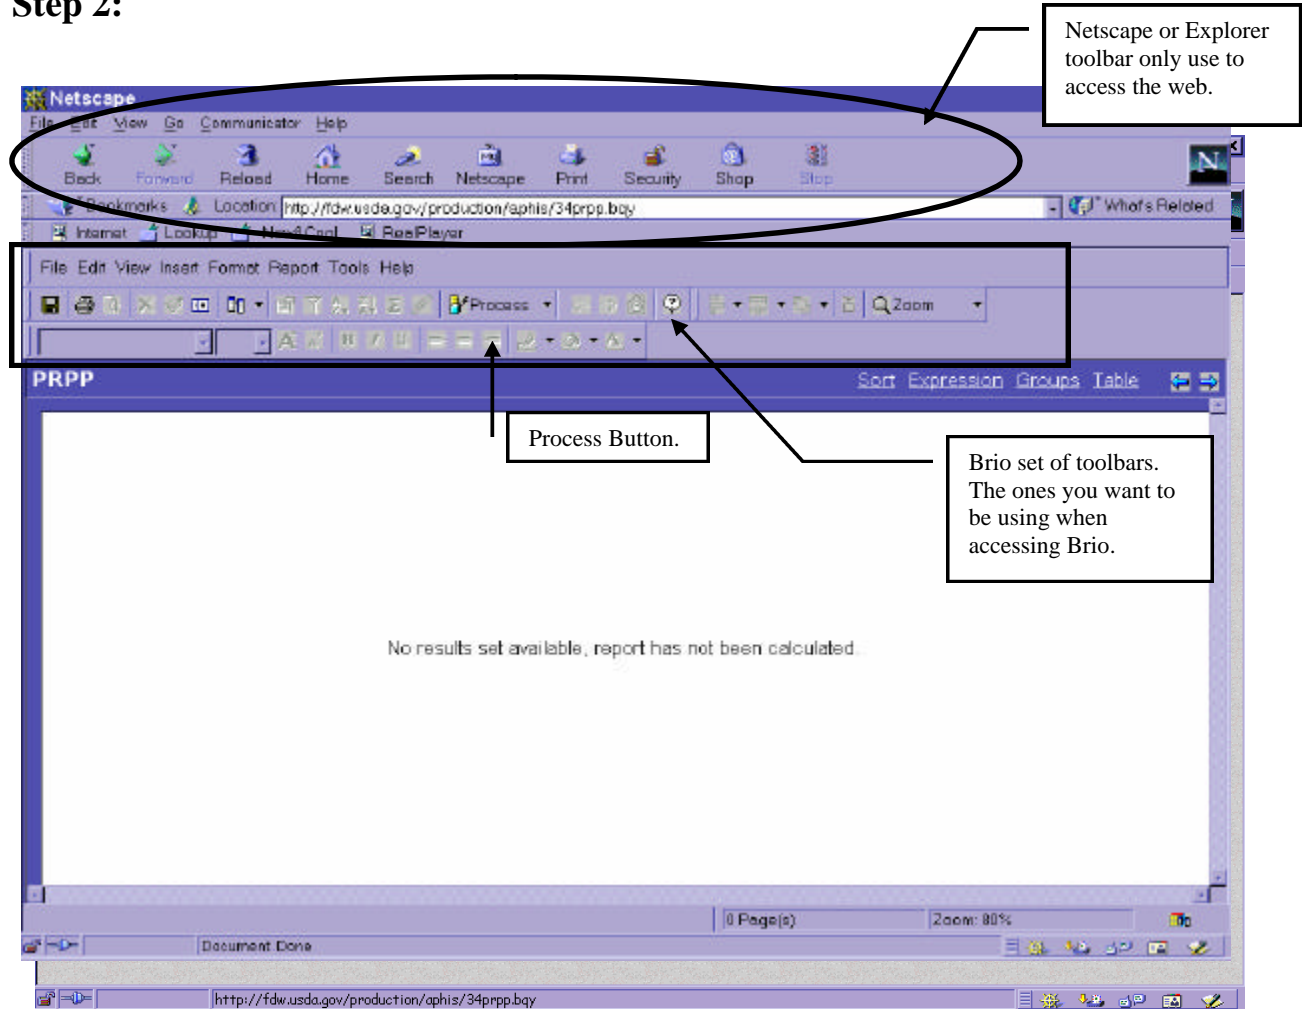 Step 2:
Netscape or Explorer
toolbar only use to
access the web.
Netscape
File Edit View Go Communicator Help
Back Forward Reload Home Search Netscape Print Security Shop Stop
Bookmarks Location http://fdw.usda.gov/production/aphis/34prpp.bqy What's Related
Internet Lookup New&Cool RealPlayer
File Edit View Insert Format Report Tools Help
Process Zoom
PRPP Sort Expression Groups Table
Process Button.
Brio set of toolbars.
The ones you want to
be using when
accessing Brio.
No results set available, report has not been calculated.
0 Page(s) Zoom: 80%
Document Done
http://fdw.usda.gov/production/aphis/34prpp.bqy